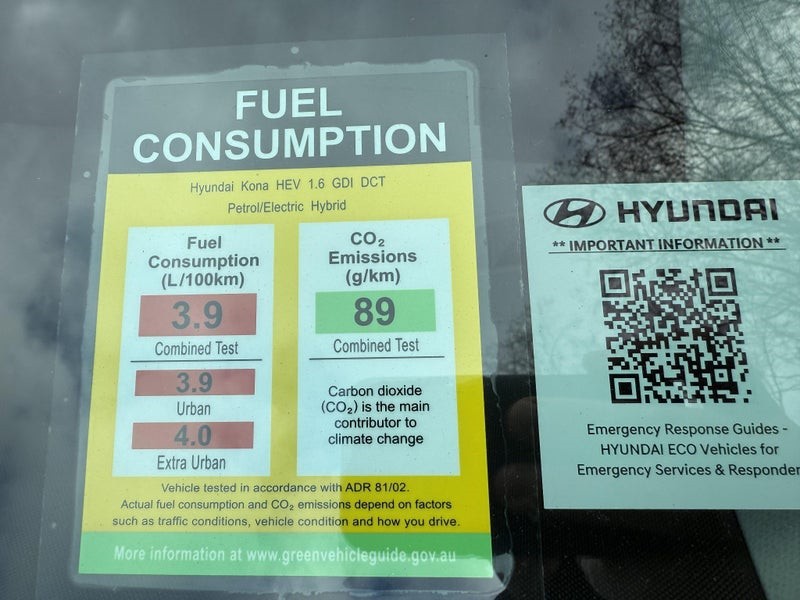 FUEL
CONSUMPTION
Hyundai Kona HEV 1.6 GDI DCT
Petrol/Electric Hybrid
Fuel
Consumption
(L/100km)
3.9
Combined Test
3.9
Urban
4.0
Extra Urban
CO₂
Emissions
(g/km)
89
Combined Test
Carbon dioxide
(CO₂) is the main
contributor to
climate change
Vehicle tested in accordance with ADR 81/02.
Actual fuel consumption and CO₂ emissions depend on factors
such as traffic conditions, vehicle condition and how you drive.
More information at www.greenvehicleguide.gov.au
HYUNDAI
** IMPORTANT INFORMATION **
Emergency Response Guides -
HYUNDAI ECO Vehicles for
Emergency Services & Responder